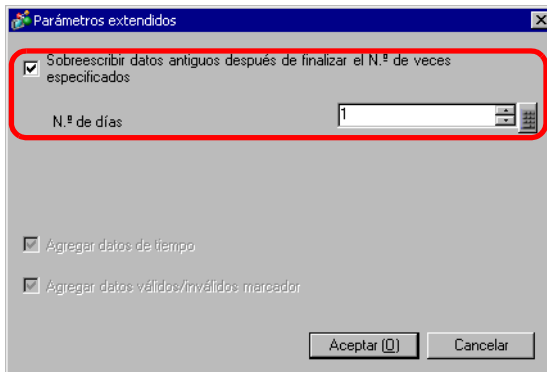 Parámetros extendidos
Sobreescribir datos antiguos después de finalizar el N.º de veces
especificados
N.º de días
1
Agregar datos de tiempo
Agregar datos válidos/inválidos marcador
Aceptar (O)
Cancelar